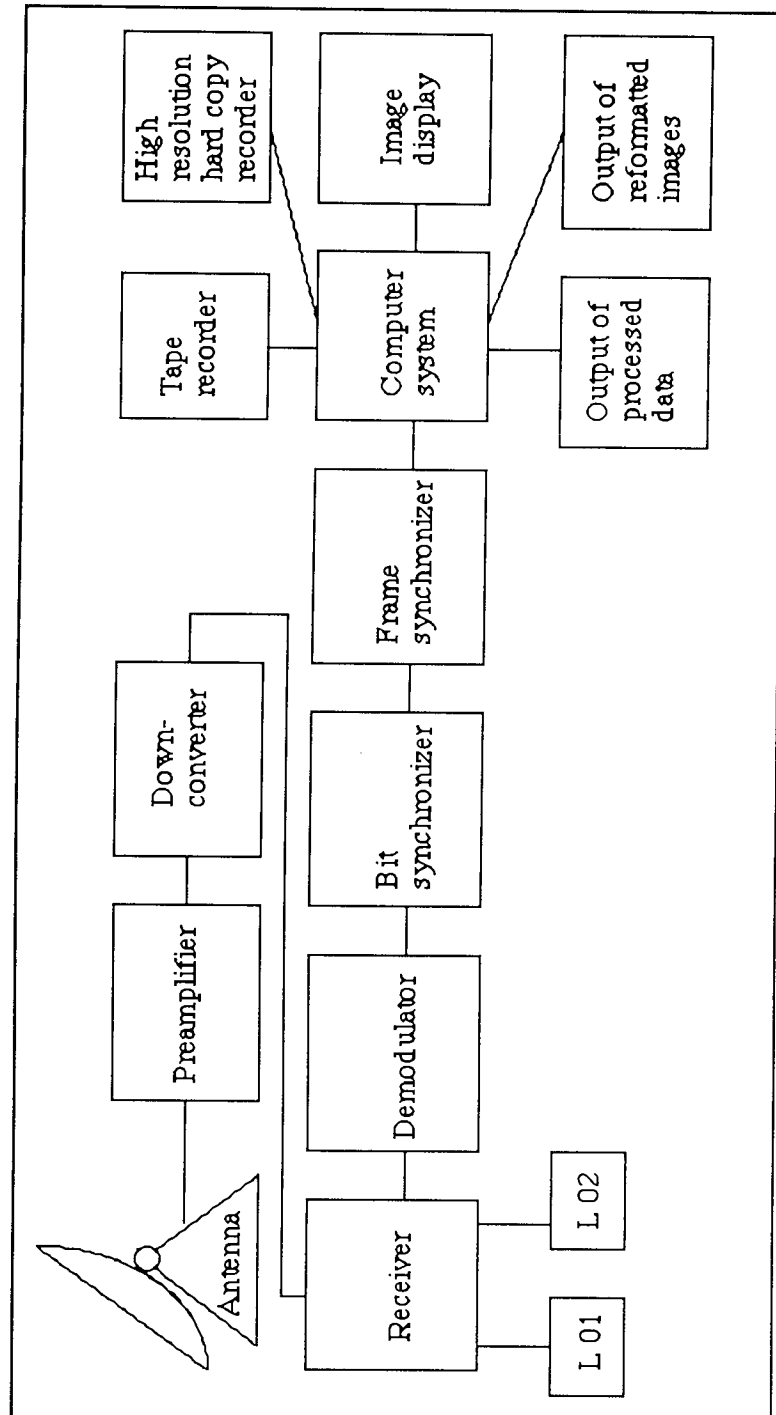 Antenna
Preamplifier
Down-
converter
Receiver
Demodulator
Bit
synchronizer
Frame
synchronizer
Computer
system
Tape
recorder
High
resolution
hard copy
recorder
Image
display
Output of
processed
data
Output of
reformatted
images
L 01
L 02